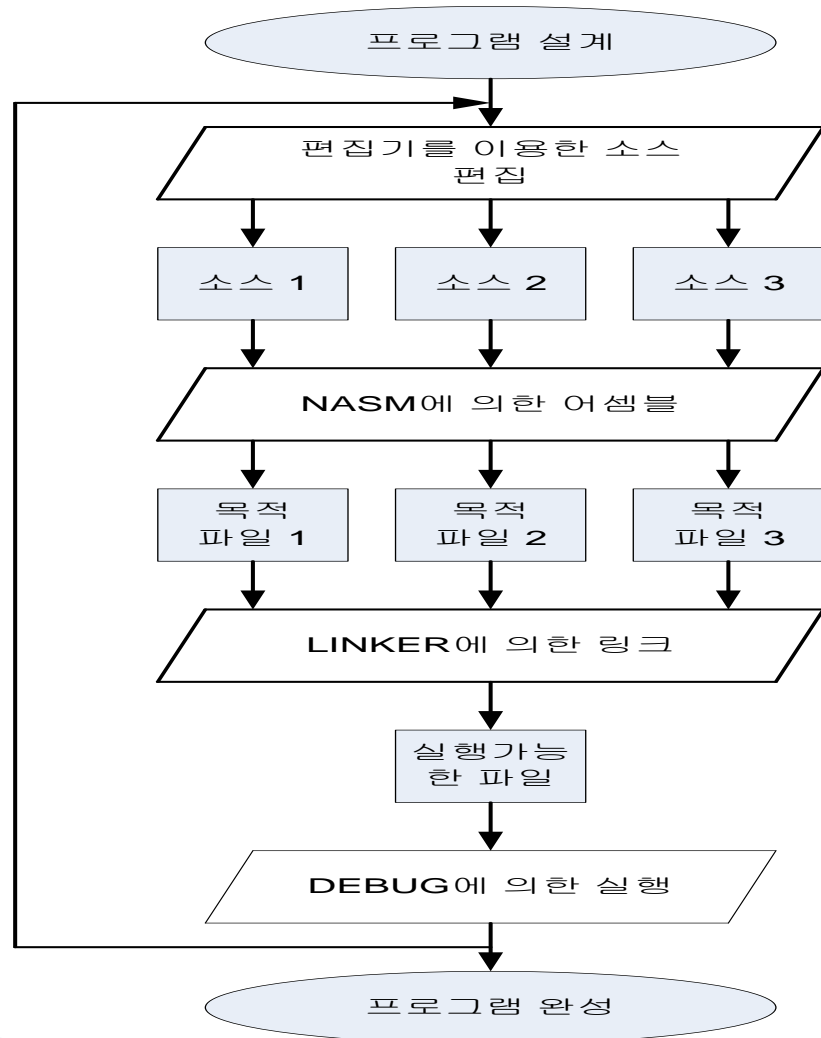 프로그램 설계
편집기를 이용한 소스
편집
소스 1
소스 2
소스 3
NASM에 의한 어셈블
목적
파일 1
목적
파일 2
목적
파일 3
LINKER에 의한 링크
실행가능
한 파일
DEBUG에 의한 실행
프로그램 완성